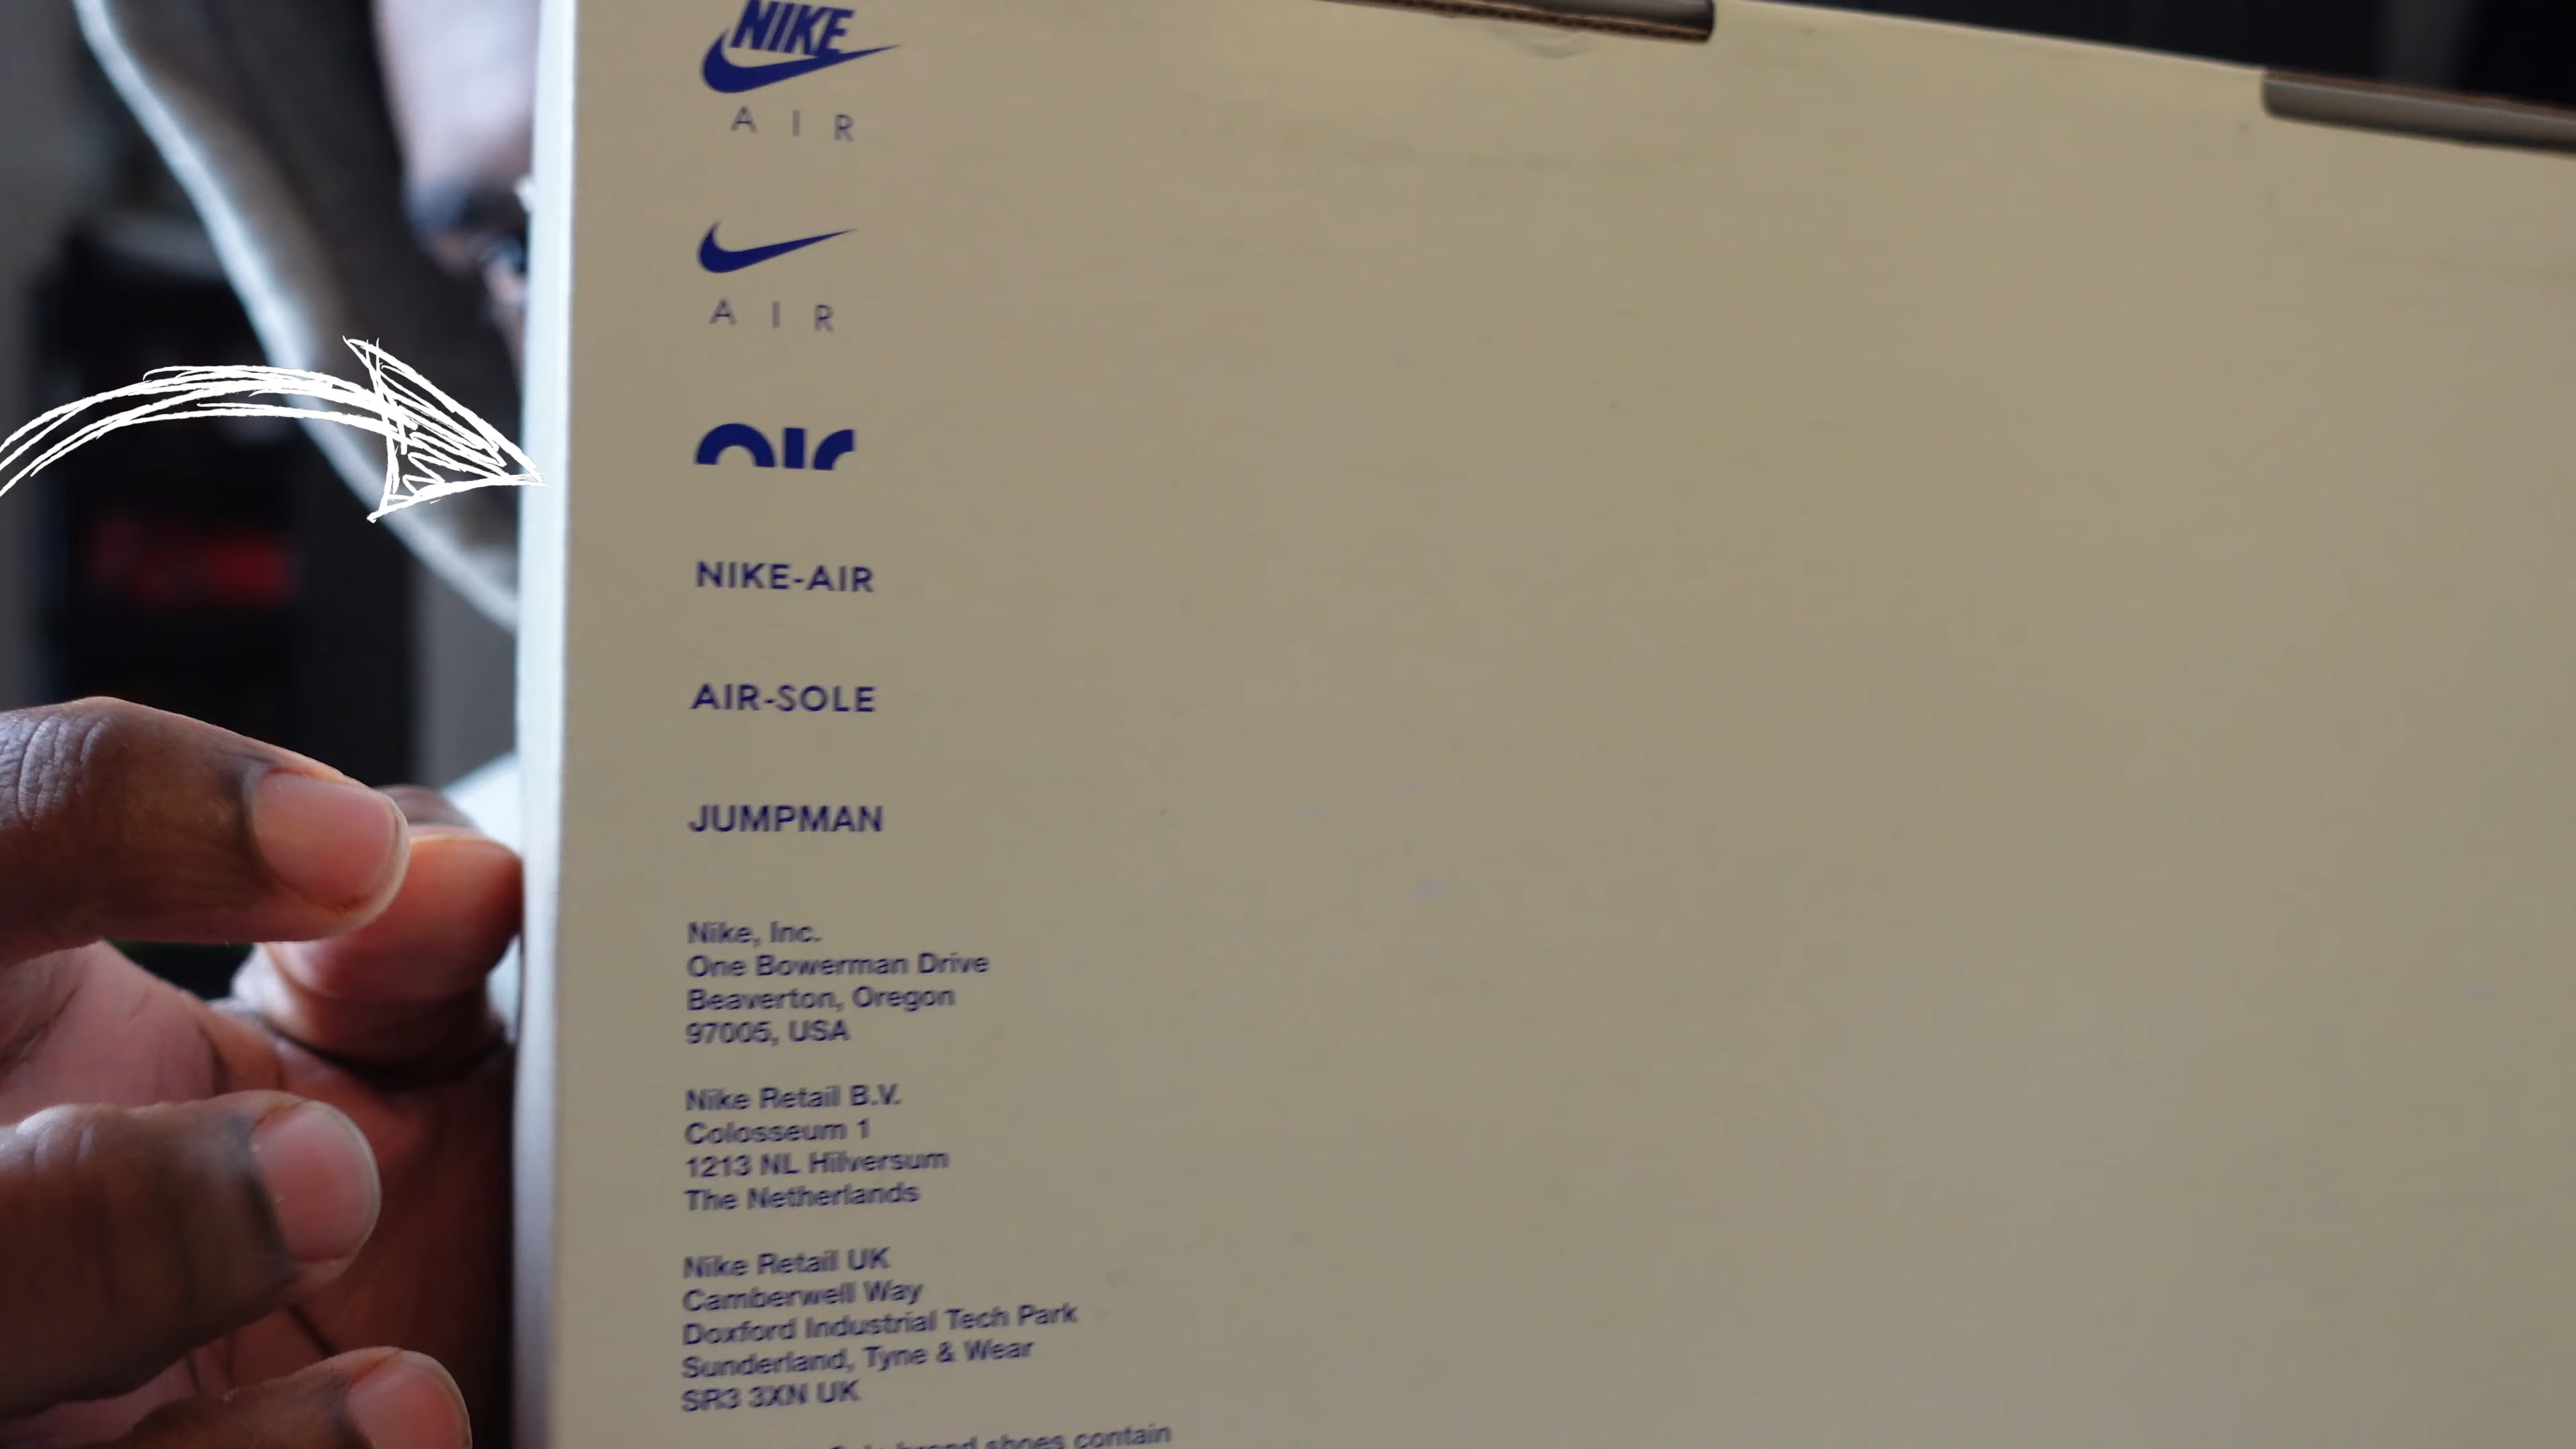 NIKE
AIR
AIR
air
NIKE-AIR
AIR-SOLE
JUMPMAN
Nike, Inc.
One Bowerman Drive
Beaverton, Oregon
97005, USA
Nike Retail B.V.
Colosseum 1
1213 NL Hilversum
The Netherlands
Nike Retail UK
Camberwell Way
Doxford Industrial Tech Park
Sunderland, Tyne & Wear
SR3 3XN UK
brand shoes contain